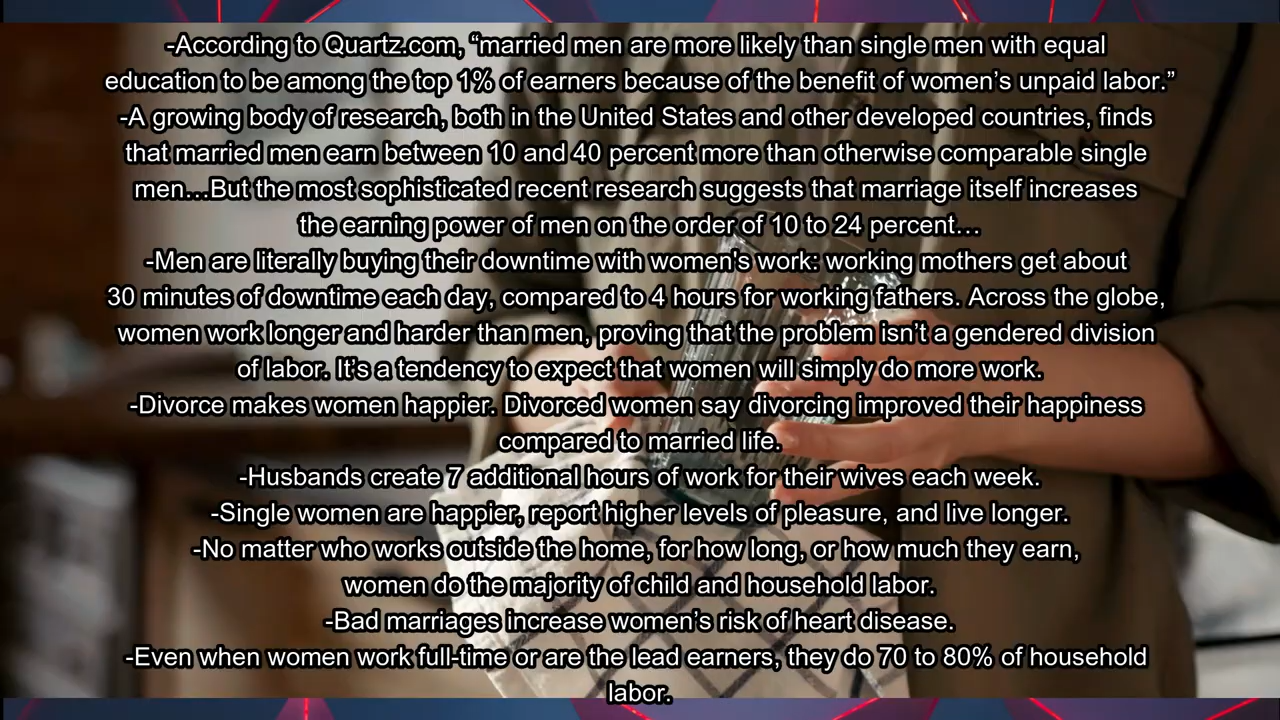 -According to Quartz.com, “married men are more likely than single men with equal
education to be among the top 1% of earners because of the benefit of women’s unpaid labor.”
-A growing body of research, both in the United States and other developed countries, finds
that married men earn between 10 and 40 percent more than otherwise comparable single
men…But the most sophisticated recent research suggests that marriage itself increases
the earning power of men on the order of 10 to 24 percent…
-Men are literally buying their downtime with women's work: working mothers get about
30 minutes of downtime each day, compared to 4 hours for working fathers. Across the globe,
women work longer and harder than men, proving that the problem isn’t a gendered division
of labor. It’s a tendency to expect that women will simply do more work.
-Divorce makes women happier. Divorced women say divorcing improved their happiness
compared to married life.
-Husbands create 7 additional hours of work for their wives each week.
-Single women are happier, report higher levels of pleasure, and live longer.
-No matter who works outside the home, for how long, or how much they earn,
women do the majority of child and household labor.
-Bad marriages increase women’s risk of heart disease.
-Even when women work full-time or are the lead earners, they do 70 to 80% of household
labor.